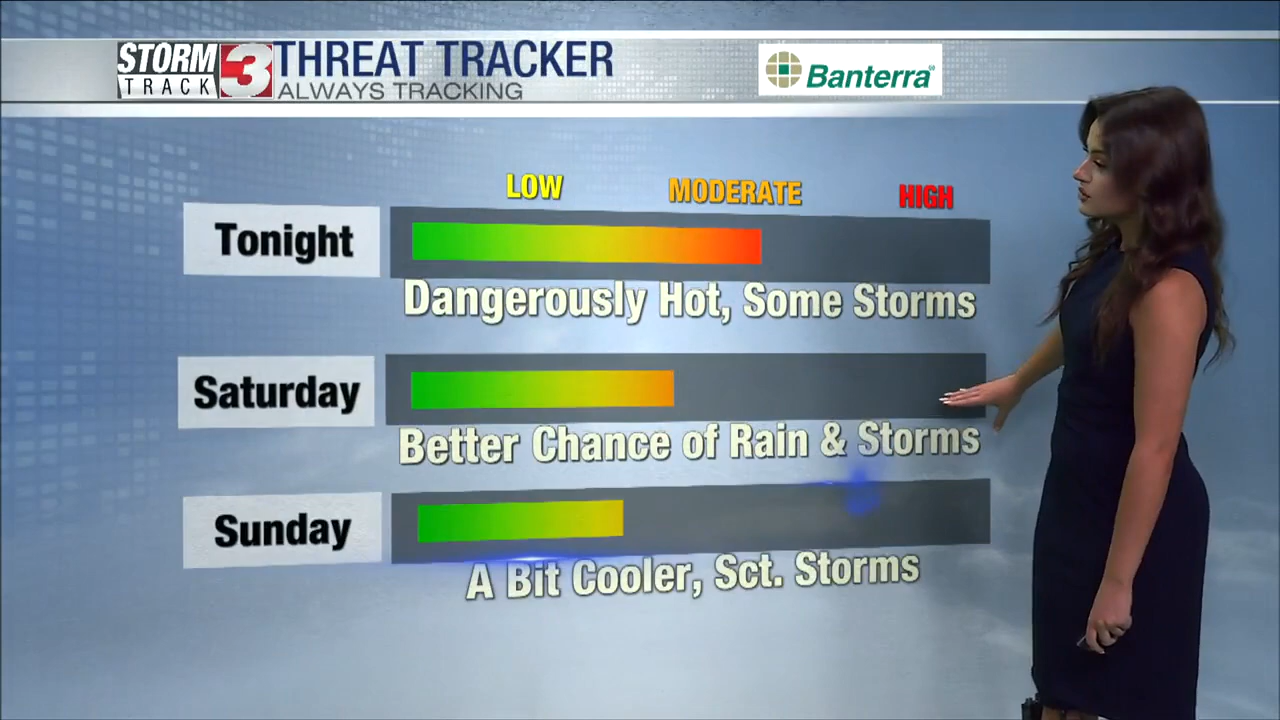 STORM
TRACK
3
THREAT TRACKER
ALWAYS TRACKING
Banterra®
LOW MODERATE HIGH
Tonight
Dangerously Hot, Some Storms
Saturday
Better Chance of Rain & Storms
Sunday
A Bit Cooler, Sct. Storms